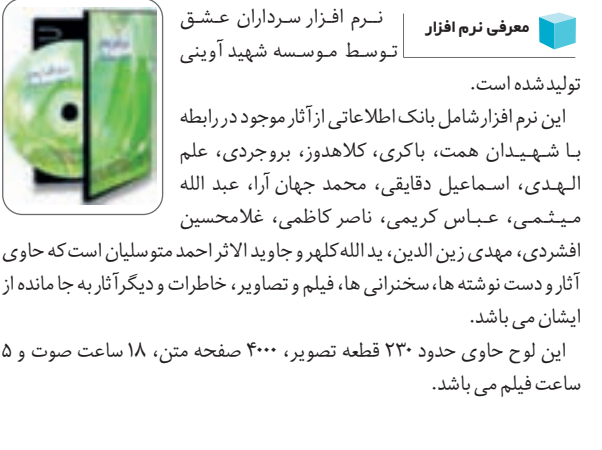 معرفی نرم افزار
نرم افزار سرداران عشق
توسط موسسه شهید آوینی
تولید شده است.
این نرم افزار شامل بانک اطلاعاتی از آثار موجود در رابطه
با شهیدان همت، باکری، کلاهدوز، بروجردی، علم
الهدی، اسماعیل دقایقی، محمد جهان آرا، عبد الله
میثمی، عباس کریمی، ناصر کاظمی، غلامحسین
افشردی، مهدی زین الدین، ید الله کلهر و جاوید الاثر احمد متوسلیان است که حاوی
آثار و دست نوشته ها، سخنرانی ها، فیلم و تصاویر، خاطرات و دیگر آثار به جا مانده از
ایشان می باشد.
این لوح حاوی حدود ۲۳۰ قطعه تصویر، ۴۰۰۰ صفحه متن، ۱۸ ساعت صوت و ۵
ساعت فیلم می باشد.